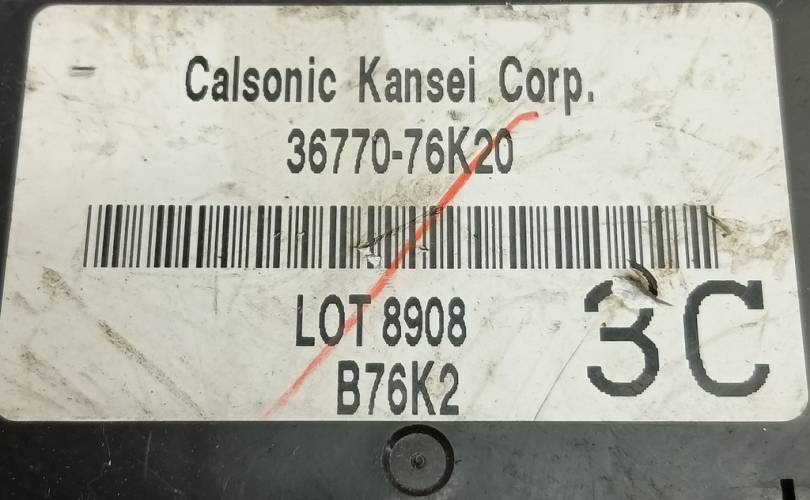 Calsonic Kansei Corp.
36770-76K20
LOT 8908
B76K2
3C